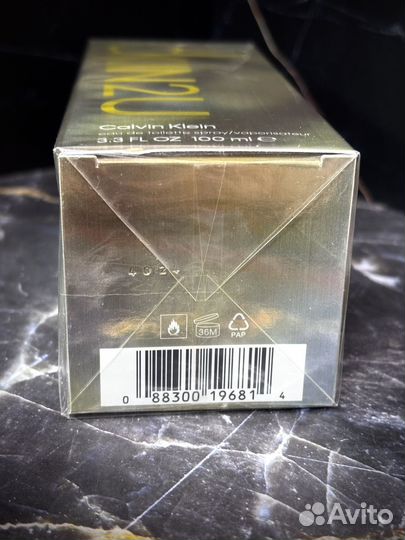 IN2U
Calvin Klein
eau de toilette spray/vaporisateur
3.3 FL OZ 100 ml ℮
4024
36M
PAP
0 88300 19681 4
Avito